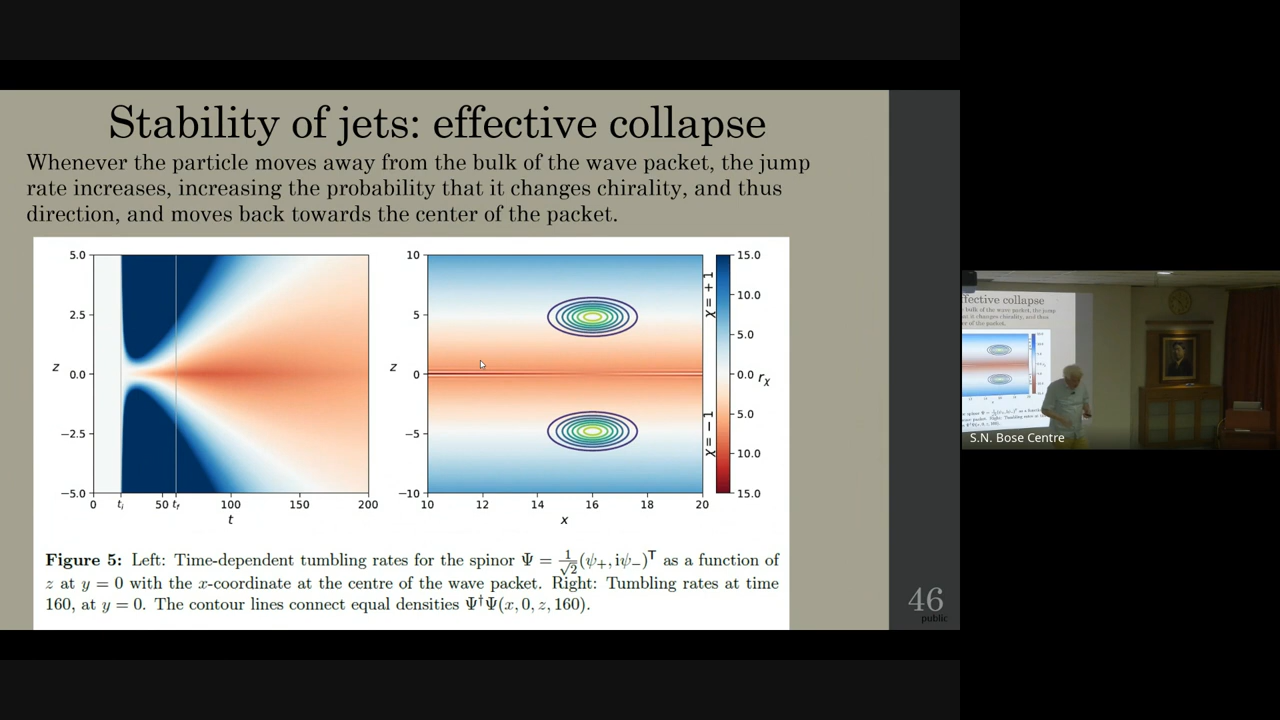 Stability of jets: effective collapse
Whenever the particle moves away from the bulk of the wave packet, the jump
rate increases, increasing the probability that it changes chirality, and thus
direction, and moves back towards the center of the packet.
5.0
2.5
z 0.0
−2.5
−5.0
0 t_i 50 t_f 100 150 200
t
10
5
z 0
−5
−10
10 12 14 16 18 20
x
15.0
10.0
5.0
0.0
5.0
10.0
15.0
χ = +1
r_χ
χ = −1
Figure 5: Left: Time-dependent tumbling rates for the spinor Ψ = 1/√2 (ψ₊, iψ₋)ᵀ as a function of
z at y = 0 with the x-coordinate at the centre of the wave packet. Right: Tumbling rates at time
160, at y = 0. The contour lines connect equal densities Ψ†Ψ(x, 0, z, 160).
46
public
ffective collapse
S.N. Bose Centre